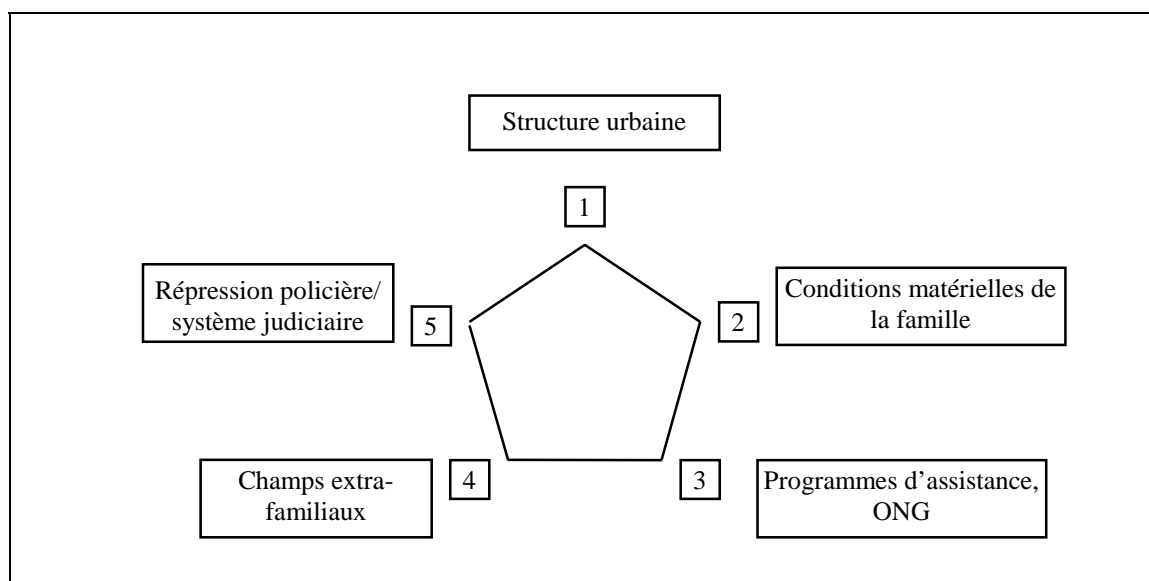 Structure urbaine
1
Répression policière/
système judiciaire
5
2
Conditions matérielles de
la famille
Champs extra-
familiaux
4
3
Programmes d’assistance,
ONG